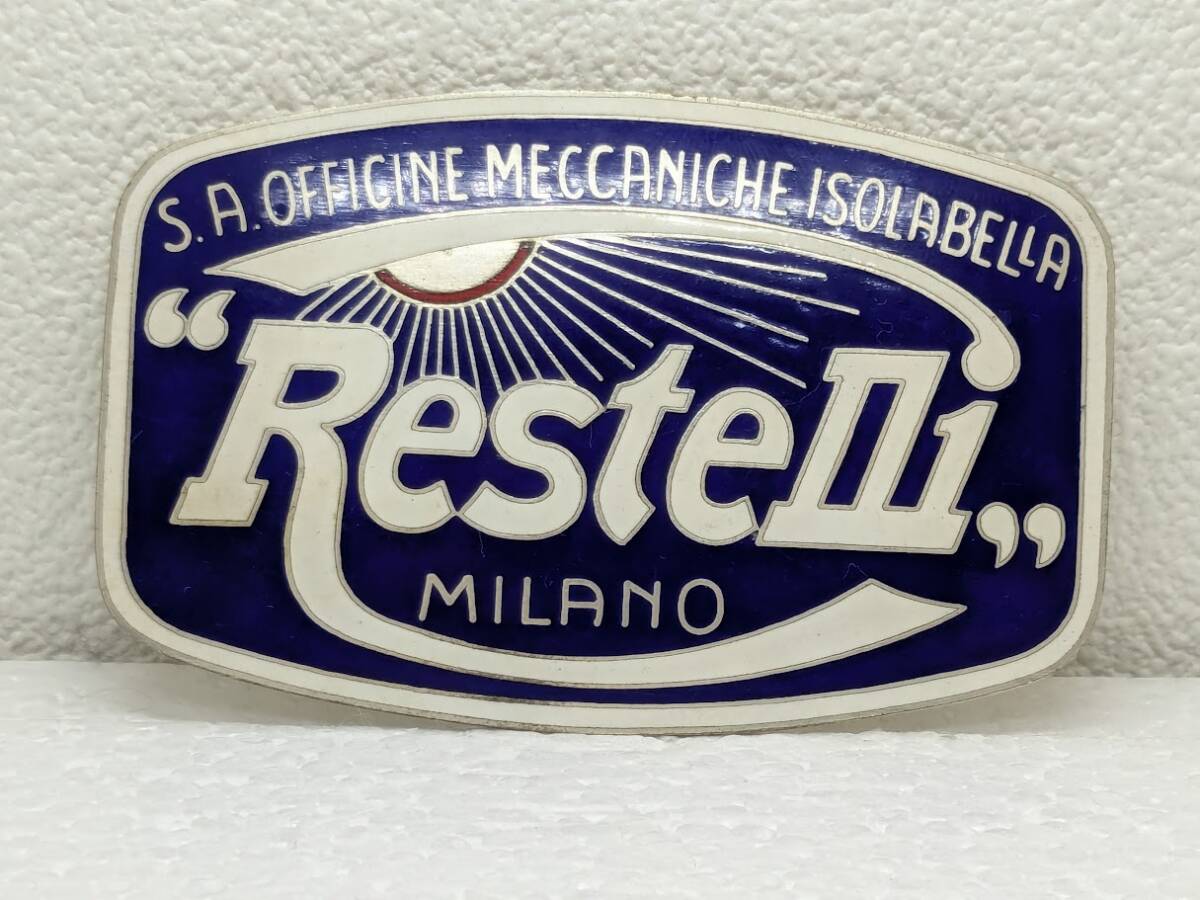 S.A. OFFICINE MECCANICHE ISOLABELLA
“Restelli„
MILANO